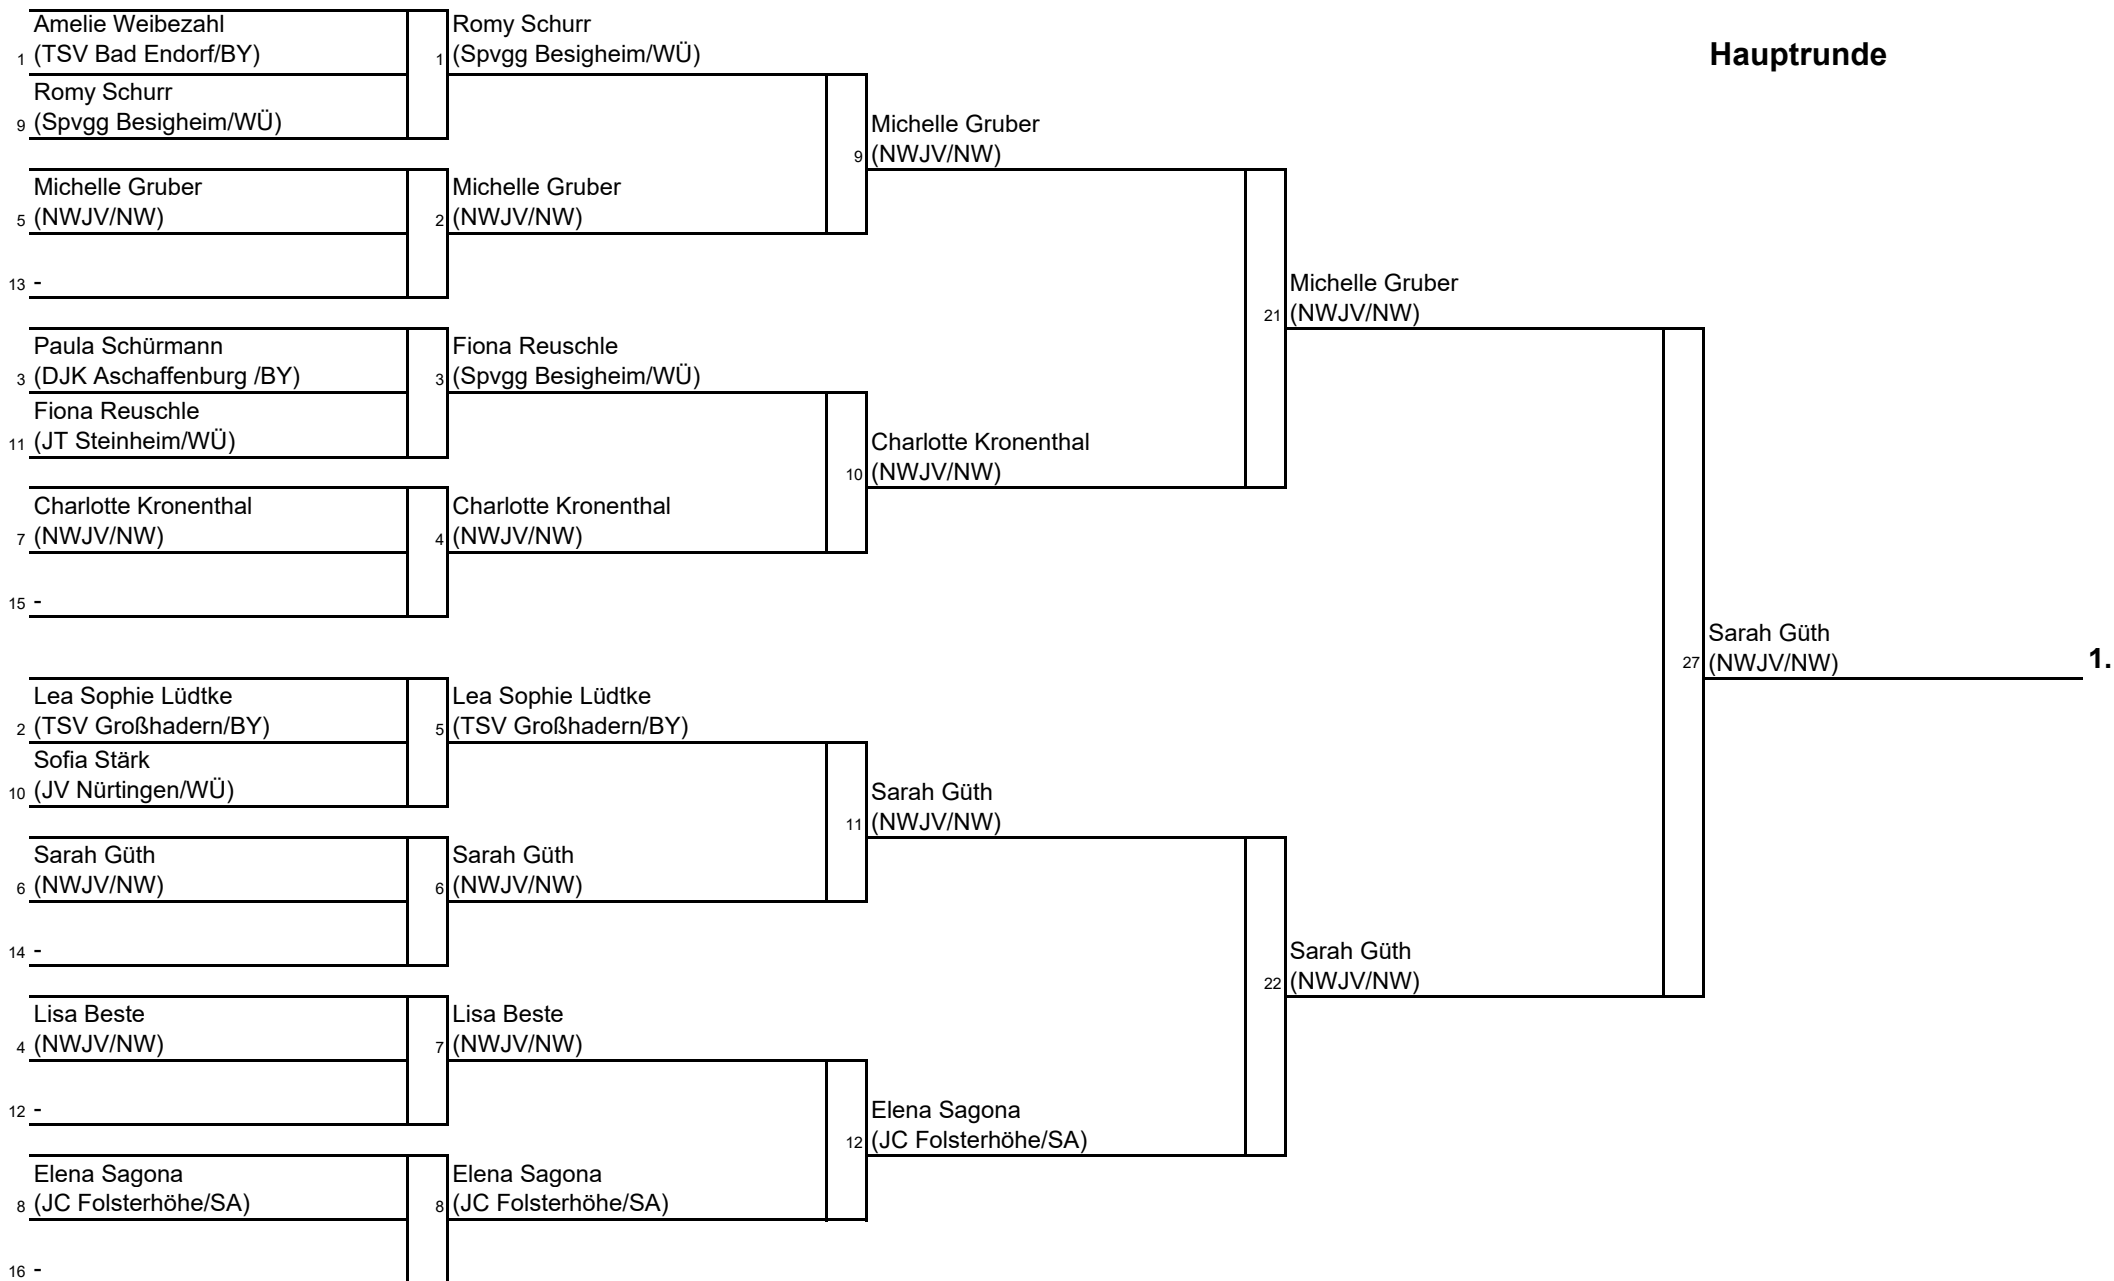 Hauptrunde
Amelie Weibezahl
1 (TSV Bad Endorf/BY)
Romy Schurr
9 (Spvgg Besigheim/WÜ)
Michelle Gruber
5 (NWJV/NW)
13 -
Paula Schürmann
3 (DJK Aschaffenburg /BY)
Fiona Reuschle
11 (JT Steinheim/WÜ)
Charlotte Kronenthal
7 (NWJV/NW)
15 -
Lea Sophie Lüdtke
2 (TSV Großhadern/BY)
Sofia Stärk
10 (JV Nürtingen/WÜ)
Sarah Güth
6 (NWJV/NW)
14 -
Lisa Beste
4 (NWJV/NW)
12 -
Elena Sagona
8 (JC Folsterhöhe/SA)
16 -
Romy Schurr
1 (Spvgg Besigheim/WÜ)
Michelle Gruber
2 (NWJV/NW)
Fiona Reuschle
3 (Spvgg Besigheim/WÜ)
Charlotte Kronenthal
4 (NWJV/NW)
Lea Sophie Lüdtke
5 (TSV Großhadern/BY)
Sarah Güth
6 (NWJV/NW)
Lisa Beste
7 (NWJV/NW)
Elena Sagona
8 (JC Folsterhöhe/SA)
Michelle Gruber
9 (NWJV/NW)
Charlotte Kronenthal
10 (NWJV/NW)
Sarah Güth
11 (NWJV/NW)
Elena Sagona
12 (JC Folsterhöhe/SA)
Michelle Gruber
21 (NWJV/NW)
Sarah Güth
22 (NWJV/NW)
Sarah Güth
27 (NWJV/NW) 1.